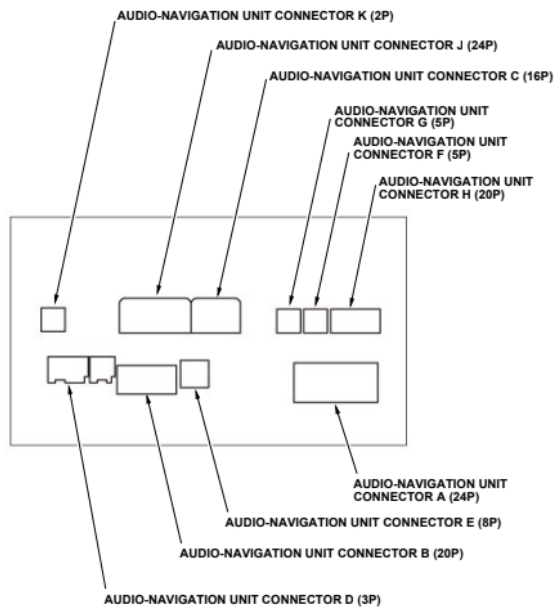 AUDIO-NAVIGATION UNIT CONNECTOR K (2P)
AUDIO-NAVIGATION UNIT CONNECTOR J (24P)
AUDIO-NAVIGATION UNIT CONNECTOR C (16P)
AUDIO-NAVIGATION UNIT
CONNECTOR G (5P)
AUDIO-NAVIGATION UNIT
CONNECTOR F (5P)
AUDIO-NAVIGATION UNIT
CONNECTOR H (20P)
AUDIO-NAVIGATION UNIT
CONNECTOR A (24P)
AUDIO-NAVIGATION UNIT CONNECTOR E (8P)
AUDIO-NAVIGATION UNIT CONNECTOR B (20P)
AUDIO-NAVIGATION UNIT CONNECTOR D (3P)